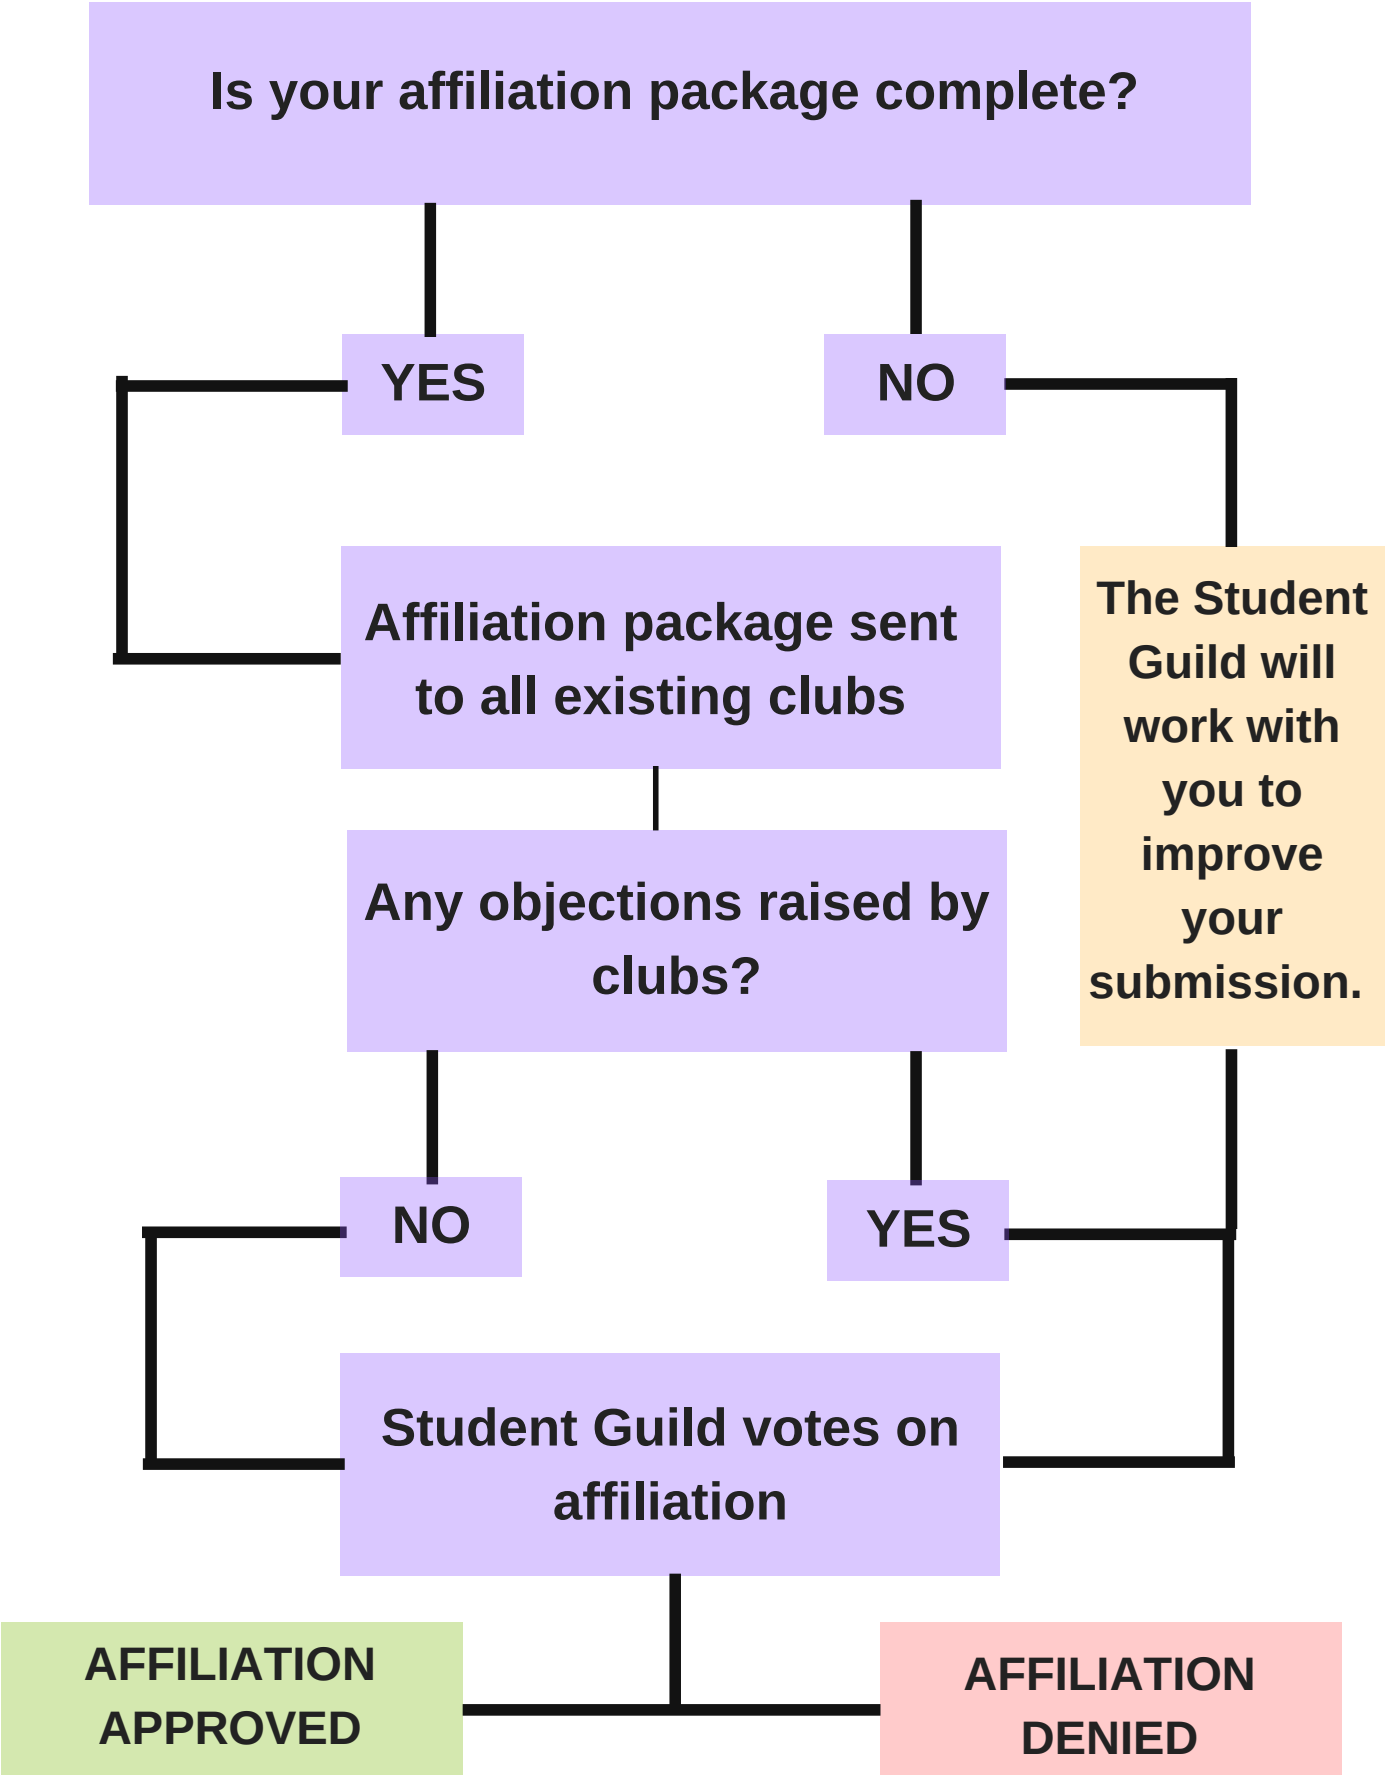 Is your affiliation package complete?
YES
NO
Affiliation package sent
to all existing clubs
The Student
Guild will
work with
you to
improve
your
submission.
Any objections raised by
clubs?
NO
YES
Student Guild votes on
affiliation
AFFILIATION
APPROVED
AFFILIATION
DENIED